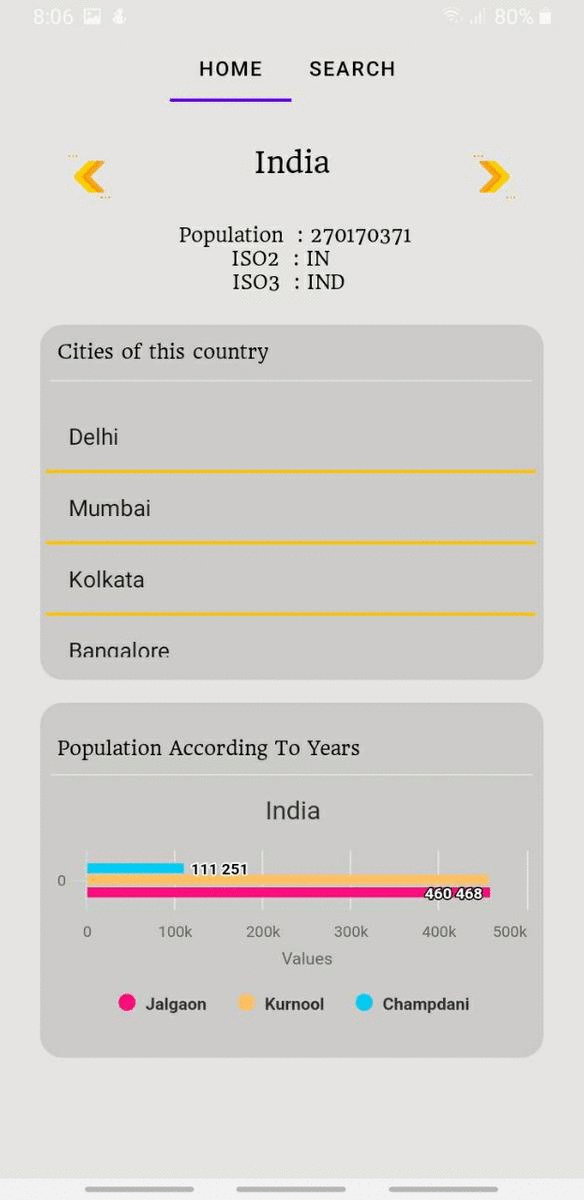 8:06 80%
HOME SEARCH
India
Population : 270170371
ISO2 : IN
ISO3 : IND
Cities of this country
Delhi
Mumbai
Kolkata
Bangalore
Population According To Years
India
111 251
0
460 468
0 100k 200k 300k 400k 500k
Values
Jalgaon Kurnool Champdani